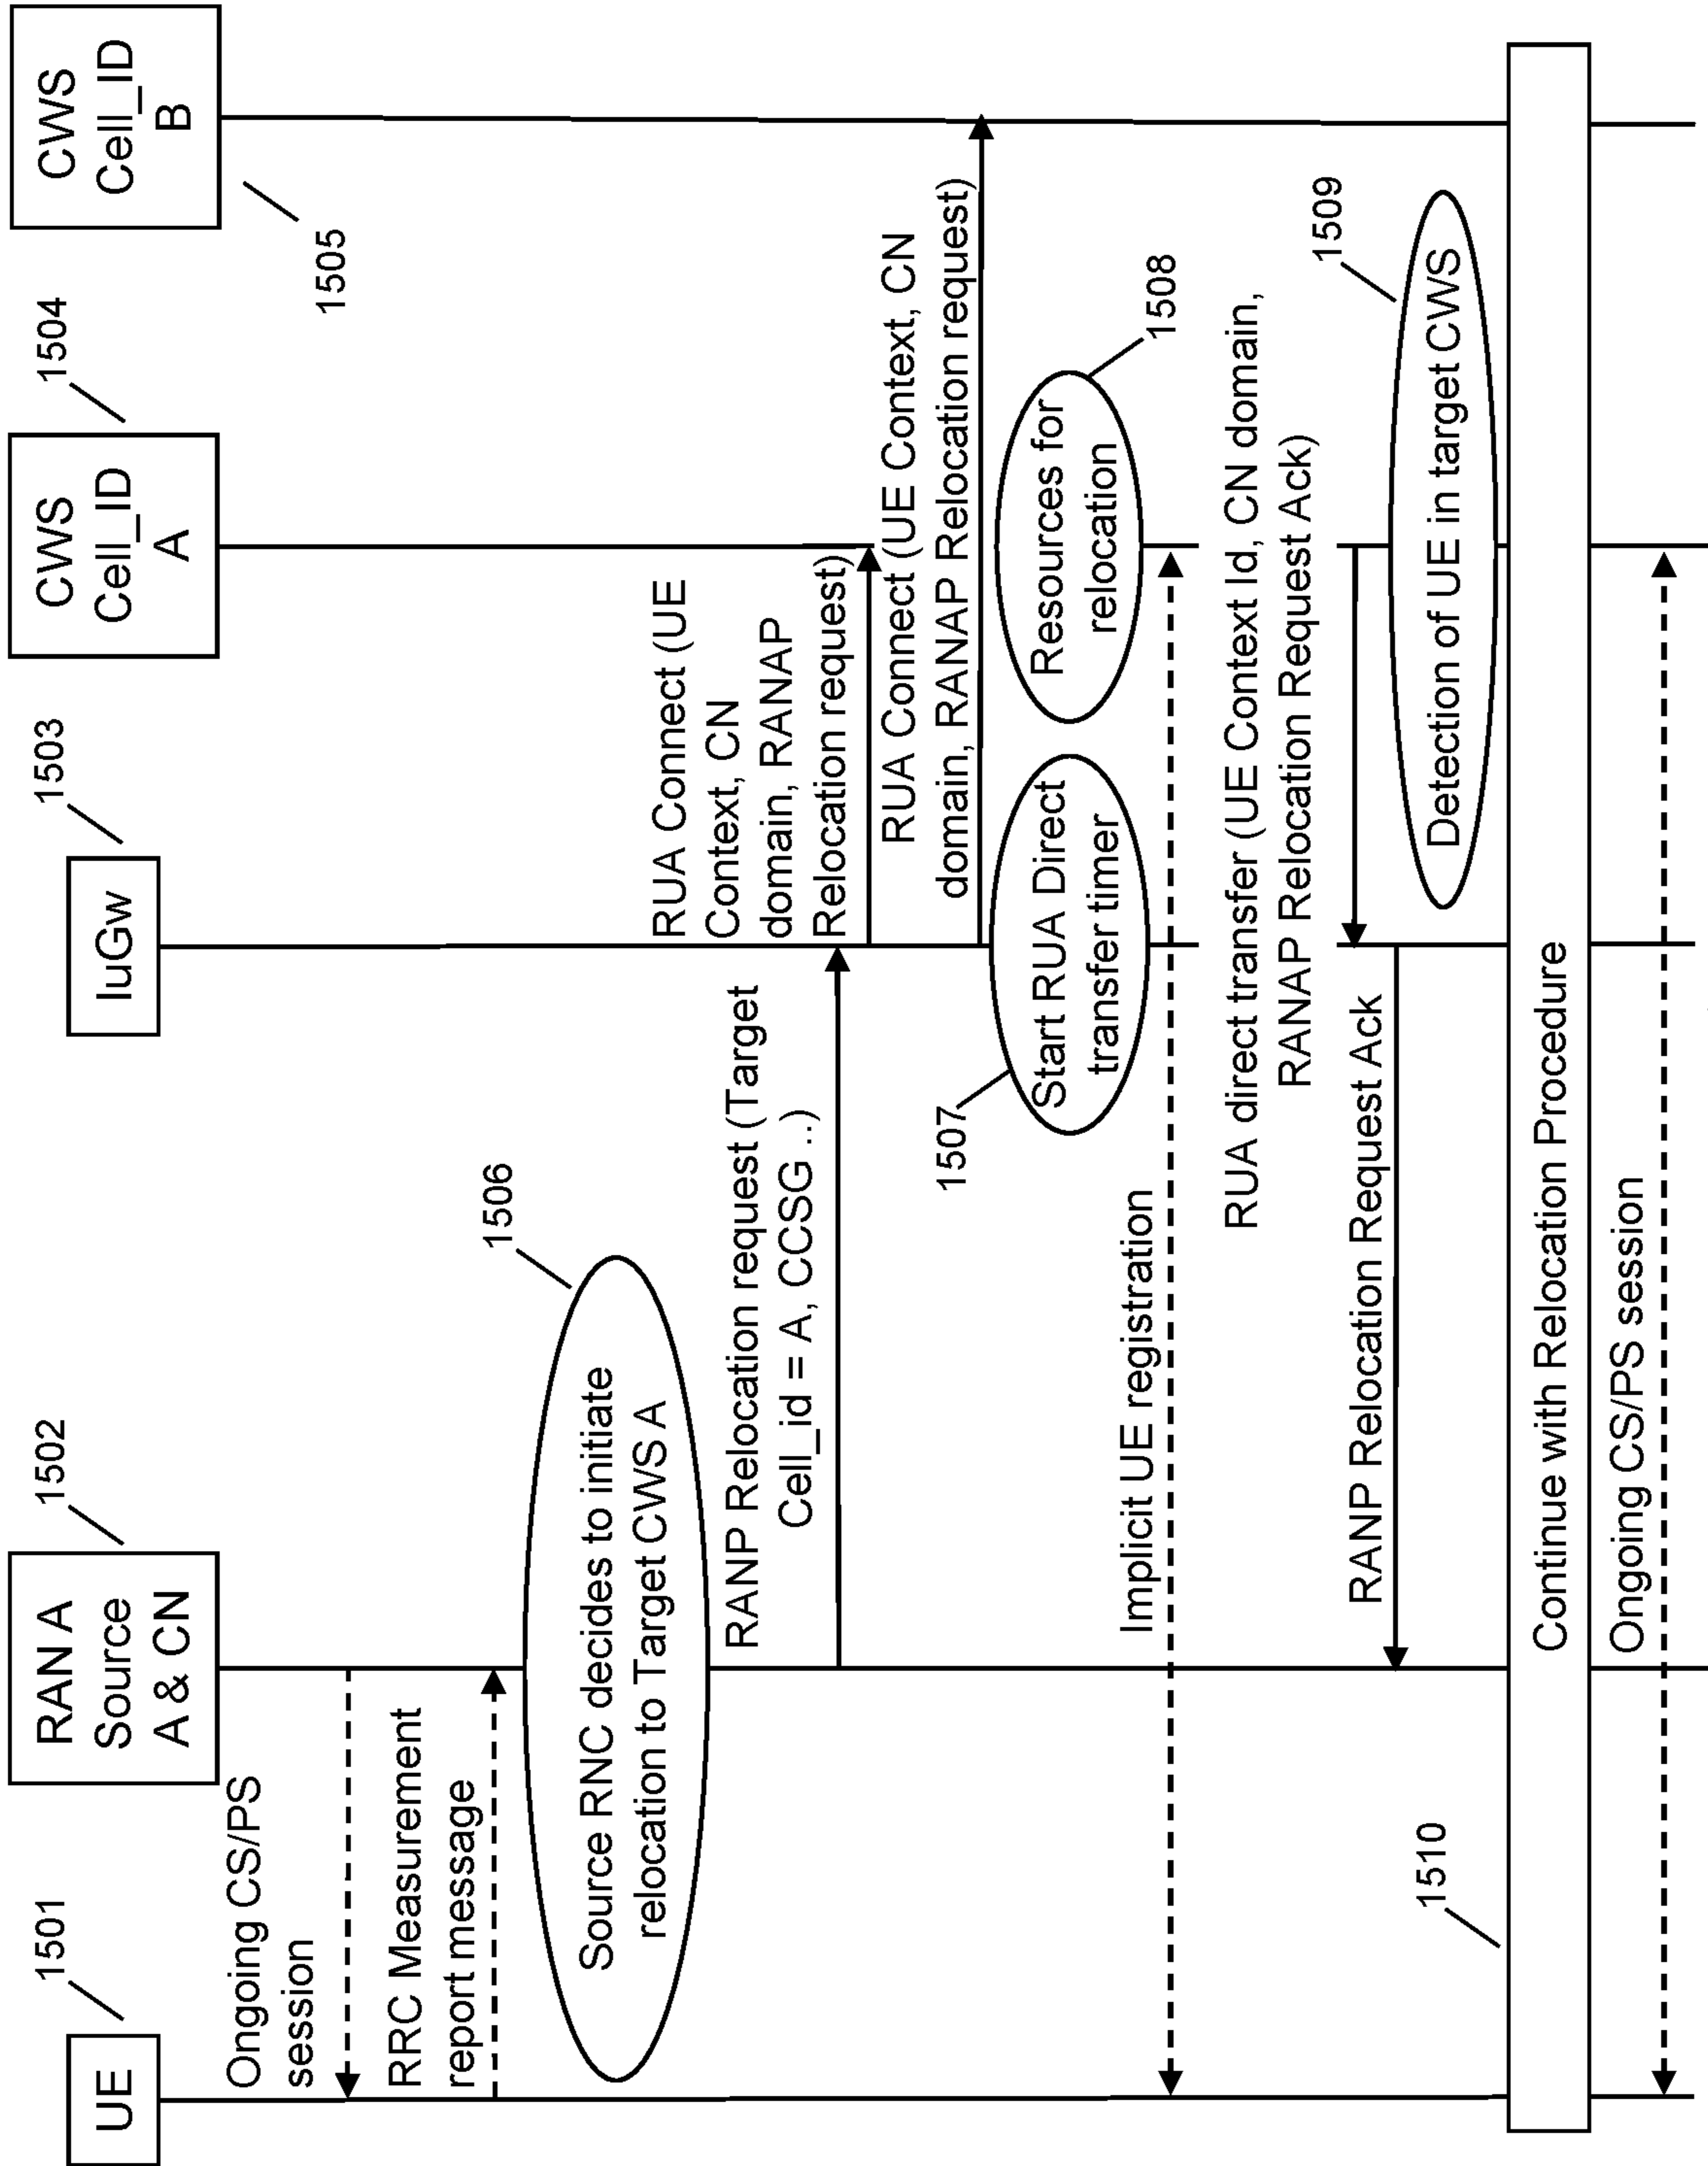 UE
1501
RAN A
Source
A & CN
1502
IuGw
1503
CWS
Cell_ID
A
1504
CWS
Cell_ID
B
1505
Ongoing CS/PS
session
RRC Measurement
report message
Source RNC decides to initiate
relocation to Target CWS A
1506
RANP Relocation request (Target
Cell_id = A, CCSG ..)
RUA Connect (UE
Context, CN
domain, RANAP
Relocation request)
RUA Connect (UE Context, CN
domain, RANAP Relocation request)
1507
Start RUA Direct
transfer timer
Resources for
relocation
1508
Implicit UE registration
RUA direct transfer (UE Context Id, CN domain,
RANAP Relocation Request Ack)
RANP Relocation Request Ack
Detection of UE in target CWS
1509
1510
Continue with Relocation Procedure
Ongoing CS/PS session